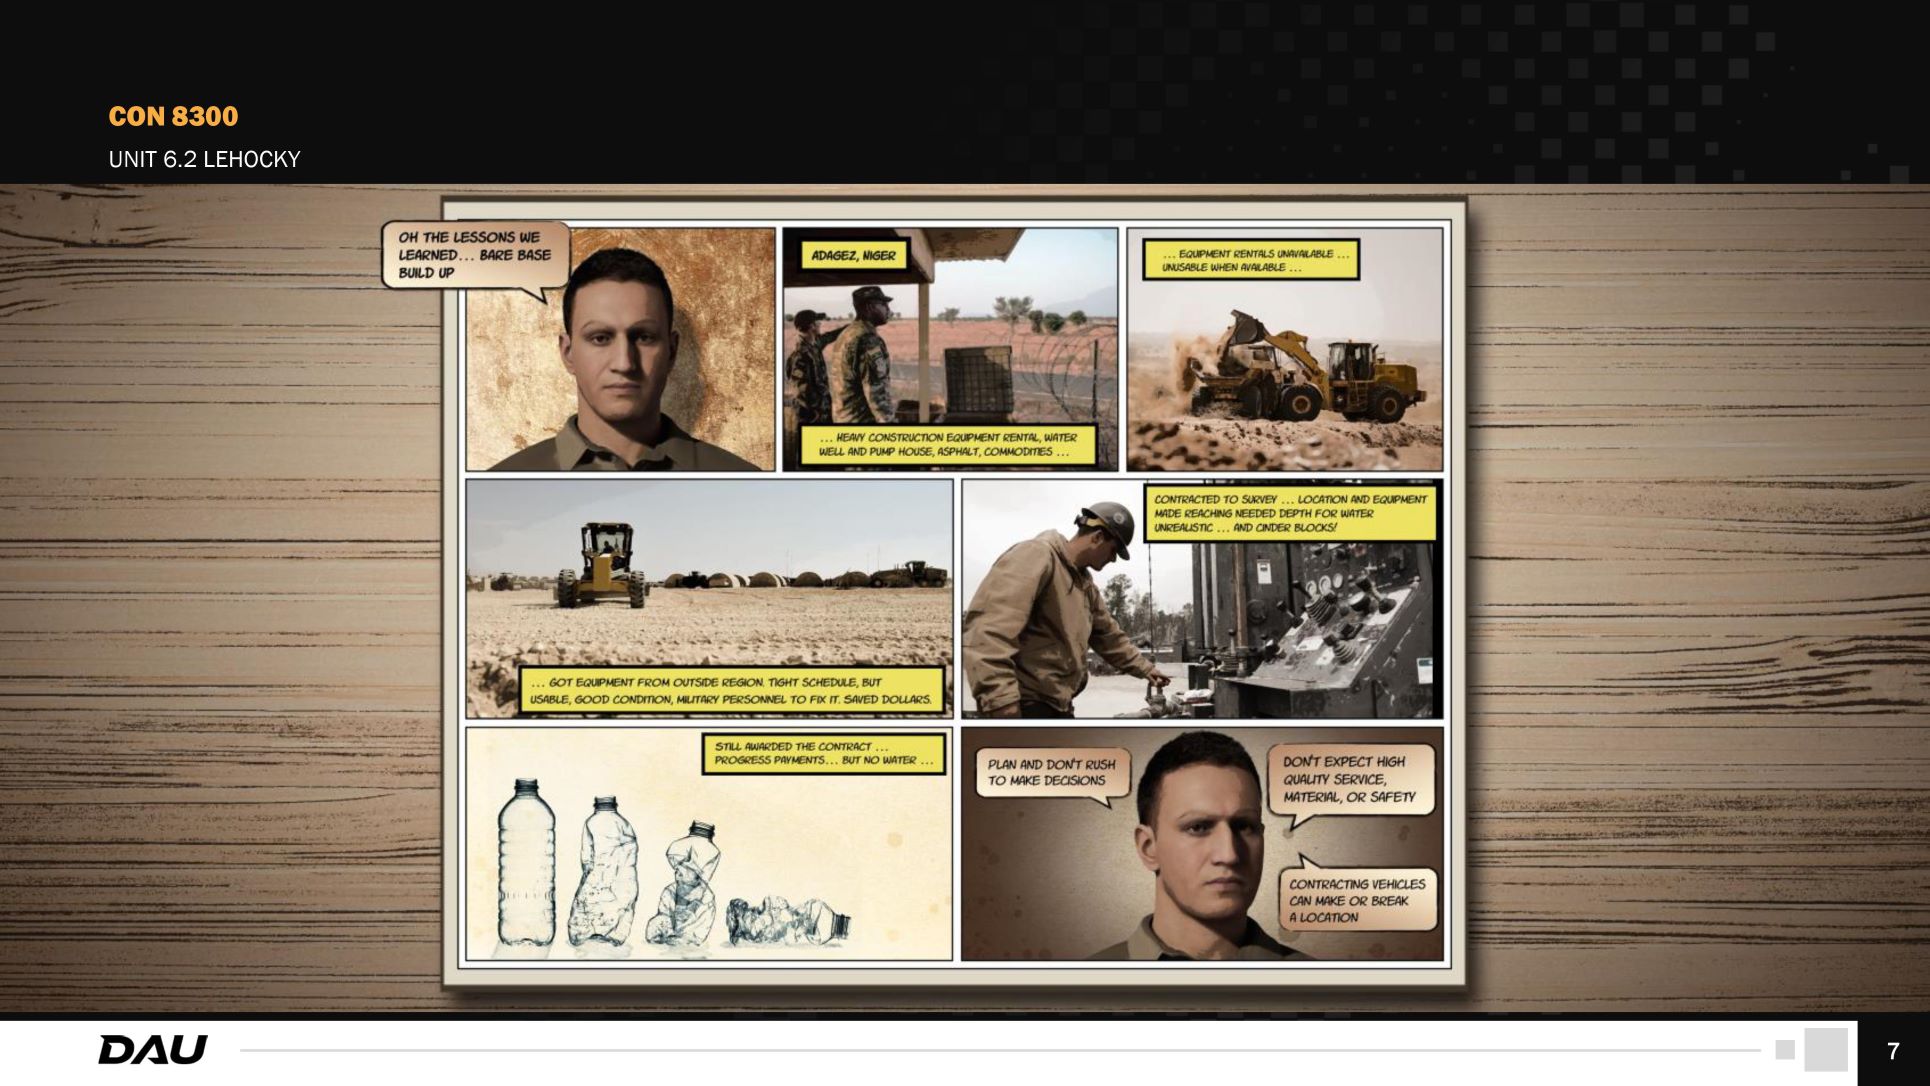 CON 8300
UNIT 6.2 LEHOCKY
OH THE LESSONS WE
LEARNED... BARE BASE
BUILD UP
ADAGEZ, NIGER
... HEAVY CONSTRUCTION EQUIPMENT RENTAL, WATER
WELL AND PUMP HOUSE, ASPHALT, COMMODITIES ...
... EQUIPMENT RENTALS UNAVAILABLE ...
UNUSABLE WHEN AVAILABLE ...
... GOT EQUIPMENT FROM OUTSIDE REGION. TIGHT SCHEDULE, BUT
USABLE, GOOD CONDITION, MILITARY PERSONNEL TO FIX IT. SAVED DOLLARS.
CONTRACTED TO SURVEY ... LOCATION AND EQUIPMENT
MADE REACHING NEEDED DEPTH FOR WATER
UNREALISTIC ... AND CINDER BLOCKS!
STILL AWARDED THE CONTRACT ...
PROGRESS PAYMENTS... BUT NO WATER ...
PLAN AND DON'T RUSH
TO MAKE DECISIONS
DON'T EXPECT HIGH
QUALITY SERVICE,
MATERIAL, OR SAFETY
CONTRACTING VEHICLES
CAN MAKE OR BREAK
A LOCATION
DAU
7